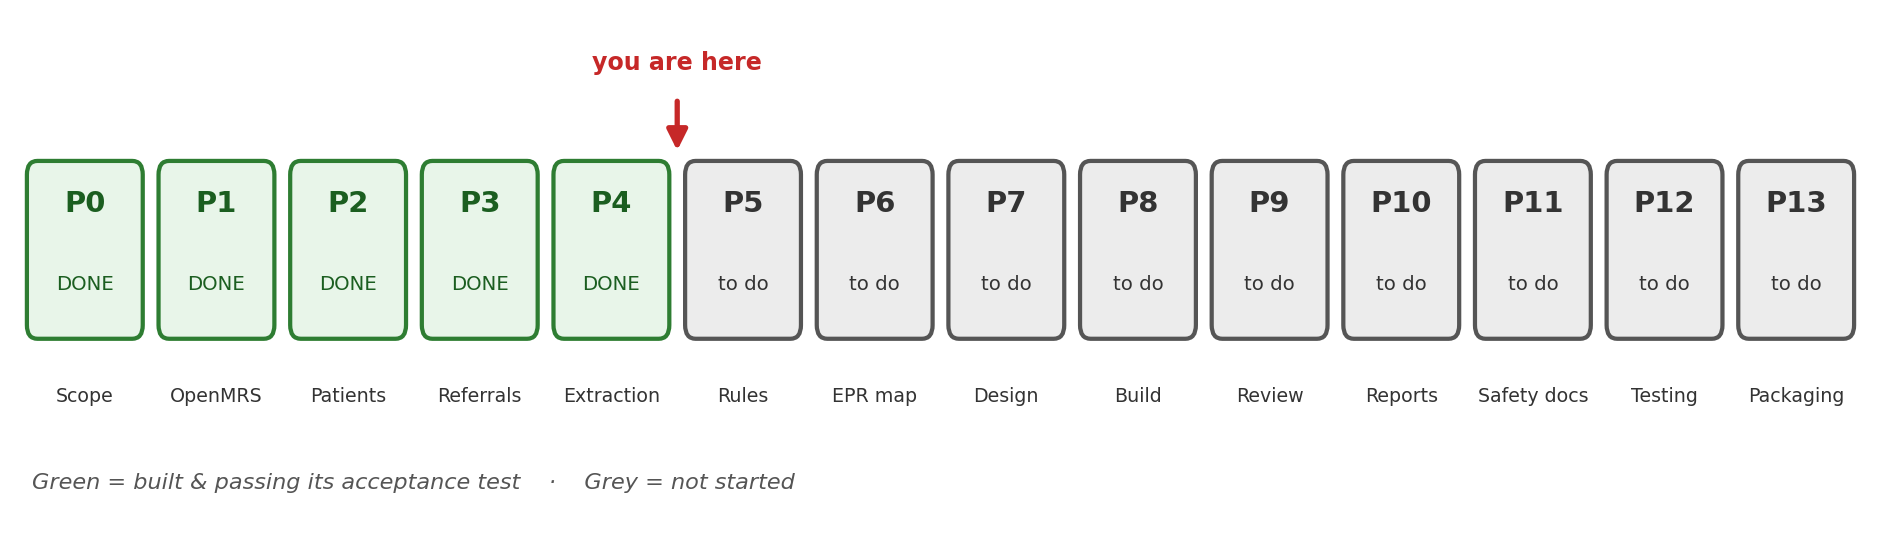 you are here
P0 P1 P2 P3 P4 P5 P6 P7 P8 P9 P10 P11 P12 P13
DONE DONE DONE DONE DONE to do to do to do to do to do to do to do to do to do
Scope OpenMRS Patients Referrals Extraction Rules EPR map Design Build Review Reports Safety docs Testing Packaging
Green = built & passing its acceptance test · Grey = not started